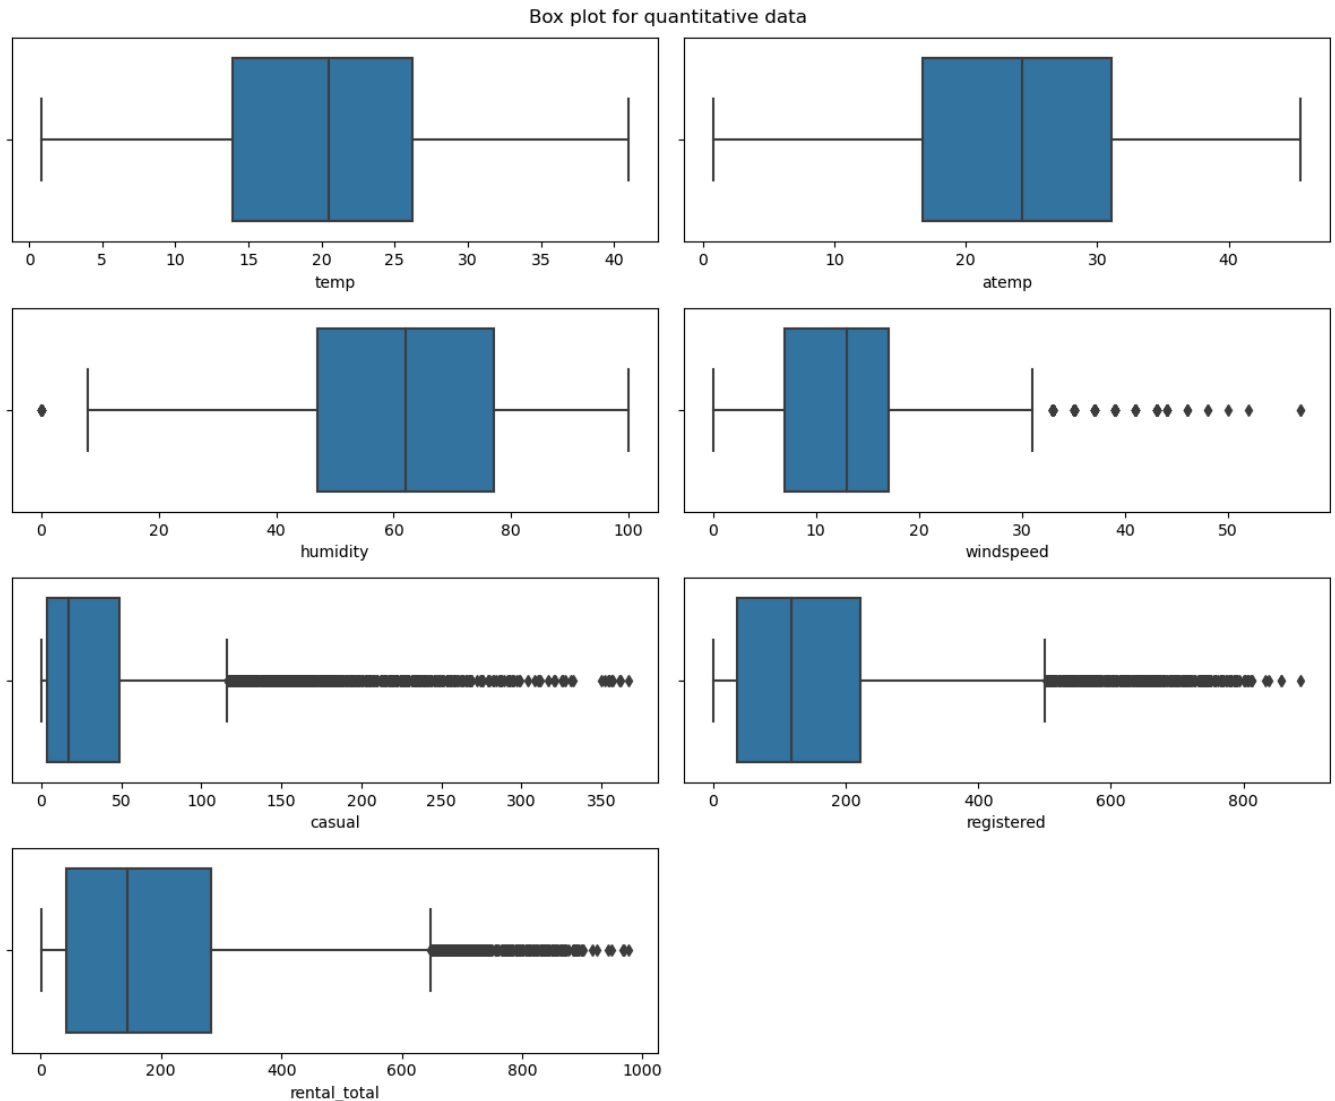 Box plot for quantitative data
0 5 10 15 20 25 30 35 40
temp
0 10 20 30 40
atemp
0 20 40 60 80 100
humidity
0 10 20 30 40 50
windspeed
0 50 100 150 200 250 300 350
casual
0 200 400 600 800
registered
0 200 400 600 800 1000
rental_total